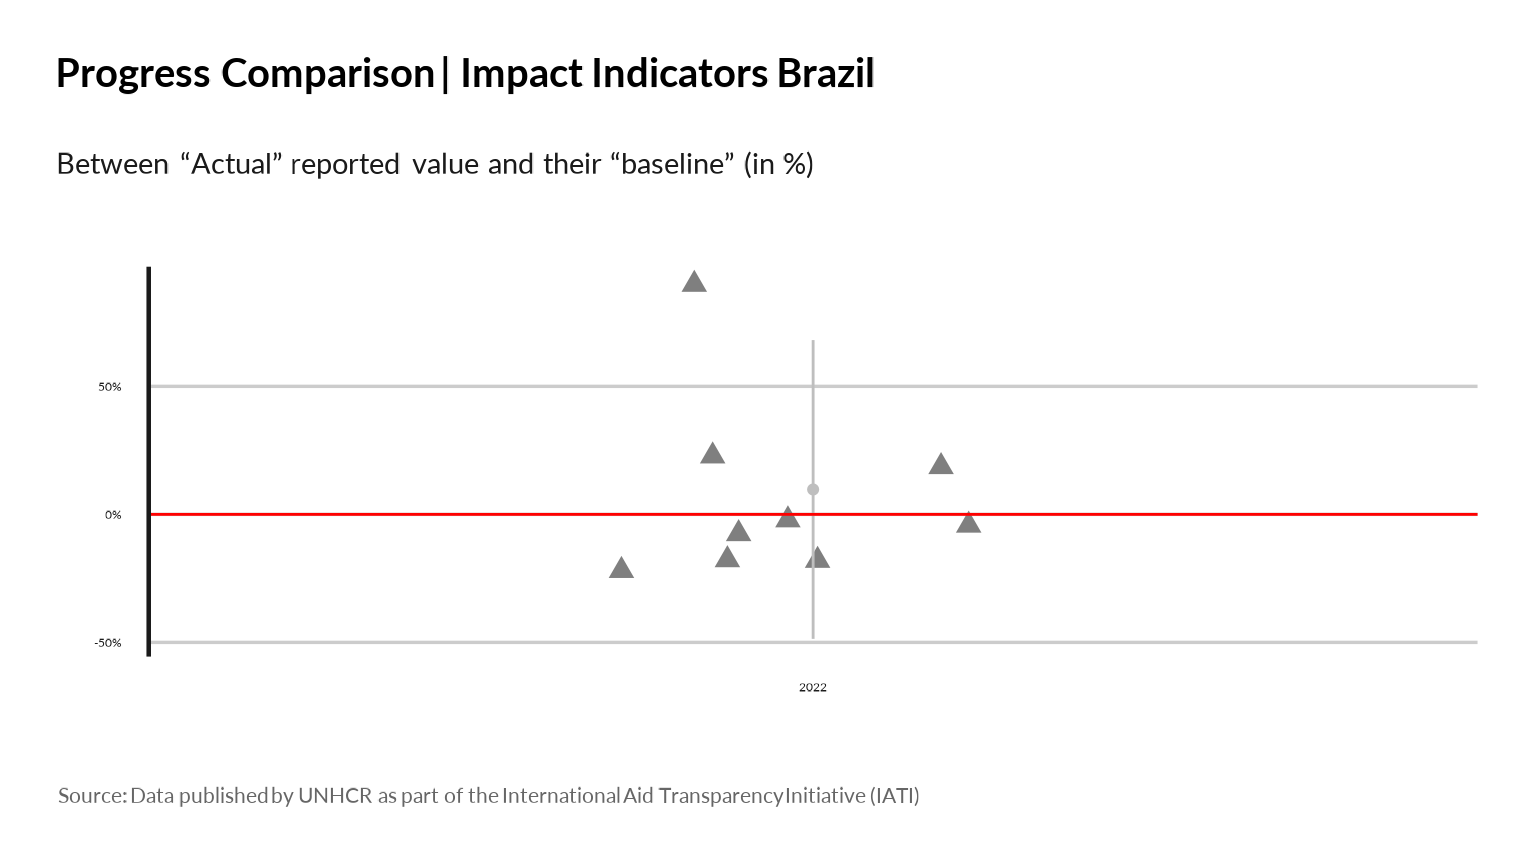 Progress Comparison| Impact Indicators Brazil
Between “Actual” reported value and their “baseline” (in %)
50%
0%
-50%
2022
Source: Data published by UNHCR as part of the International Aid Transparency Initiative (IATI)